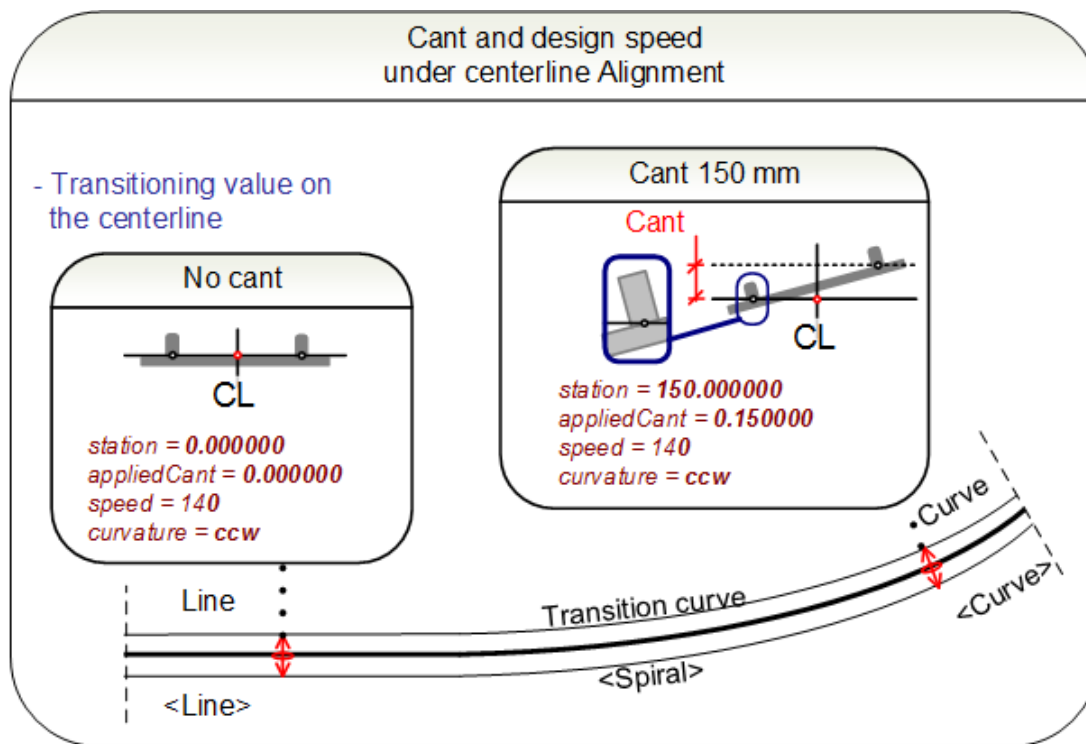 Cant and design speed
under centerline Alignment
- Transitioning value on
the centerline
No cant
CL
station = 0.000000
appliedCant = 0.000000
speed = 140
curvature = ccw
Cant 150 mm
Cant
CL
station = 150.000000
appliedCant = 0.150000
speed = 140
curvature = ccw
Line
Transition curve
Curve
<Line>
<Spiral>
<Curve>